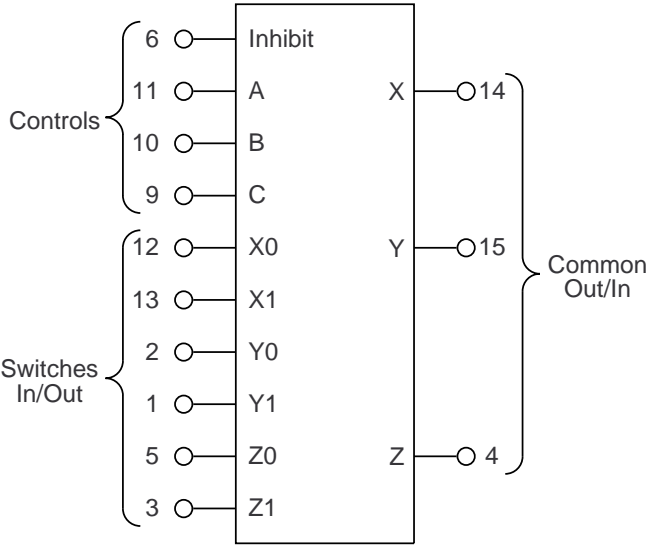 6 Inhibit
11 A X 14
Controls
10 B
9 C
12 X0 Y 15
Common
Out/In
13 X1
2 Y0
Switches
In/Out
1 Y1
5 Z0 Z 4
3 Z1